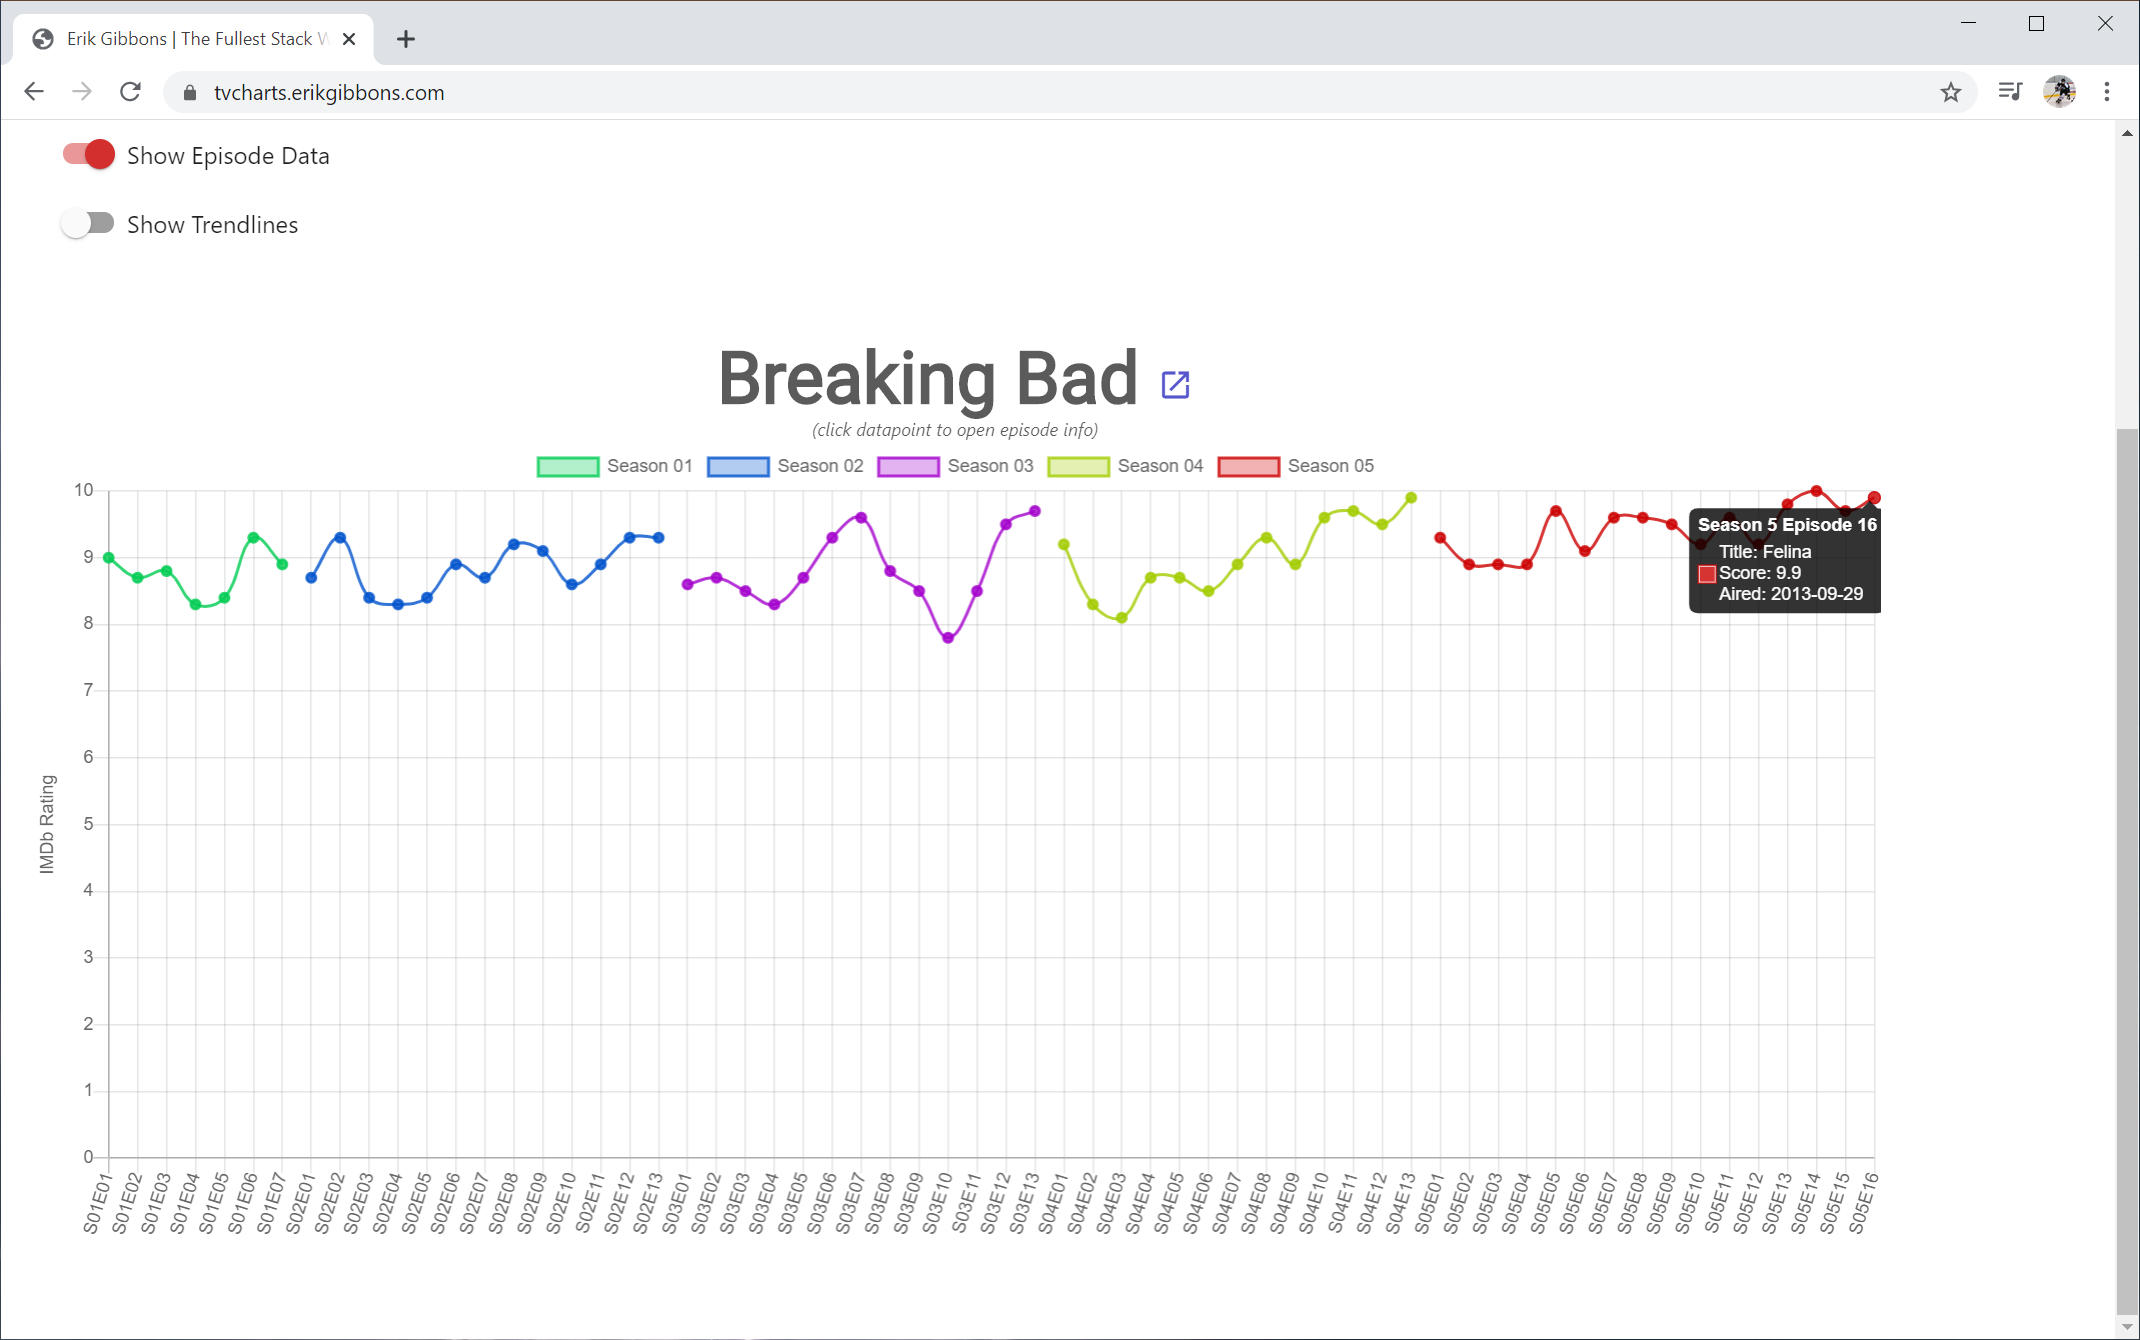 Erik Gibbons | The Fullest Stack W
tvcharts.erikgibbons.com
Show Episode Data
Show Trendlines
Breaking Bad
(click datapoint to open episode info)
Season 01 Season 02 Season 03 Season 04 Season 05
10
9
8
7
6
5
4
3
2
1
0
IMDb Rating
Season 5 Episode 16
Title: Felina
Score: 9.9
Aired: 2013-09-29
S01E01
S01E02
S01E03
S01E04
S01E05
S01E06
S01E07
S02E01
S02E02
S02E03
S02E04
S02E05
S02E06
S02E07
S02E08
S02E09
S02E10
S02E11
S02E12
S02E13
S03E01
S03E02
S03E03
S03E04
S03E05
S03E06
S03E07
S03E08
S03E09
S03E10
S03E11
S03E12
S03E13
S04E01
S04E02
S04E03
S04E04
S04E05
S04E06
S04E07
S04E08
S04E09
S04E10
S04E11
S04E12
S04E13
S05E01
S05E02
S05E03
S05E04
S05E05
S05E06
S05E07
S05E08
S05E09
S05E10
S05E11
S05E12
S05E13
S05E14
S05E15
S05E16